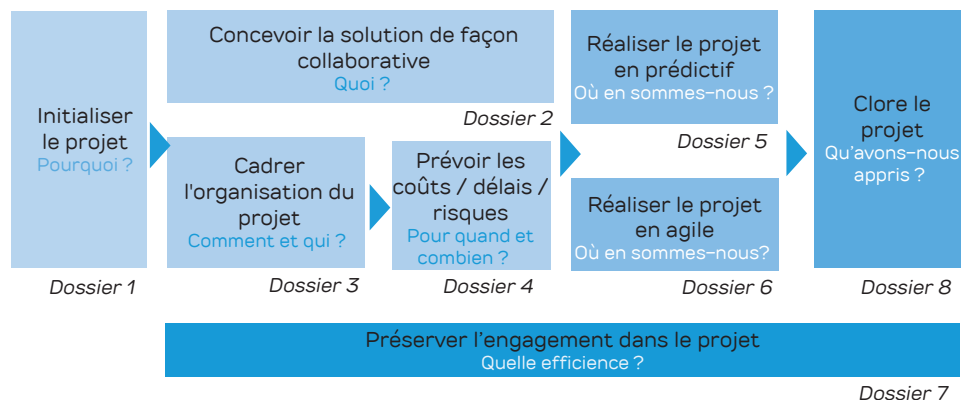 Initialiser
le projet
Pourquoi ?
Dossier 1
Concevoir la solution de façon
collaborative
Quoi ?
Dossier 2
Cadrer
l'organisation du
projet
Comment et qui ?
Dossier 3
Prévoir les
coûts / délais /
risques
Pour quand et
combien ?
Dossier 4
Réaliser le projet
en prédictif
Où en sommes-nous ?
Dossier 5
Réaliser le projet
en agile
Où en sommes-nous?
Dossier 6
Clore le
projet
Qu'avons-nous
appris ?
Dossier 8
Préserver l'engagement dans le projet
Quelle efficience ?
Dossier 7